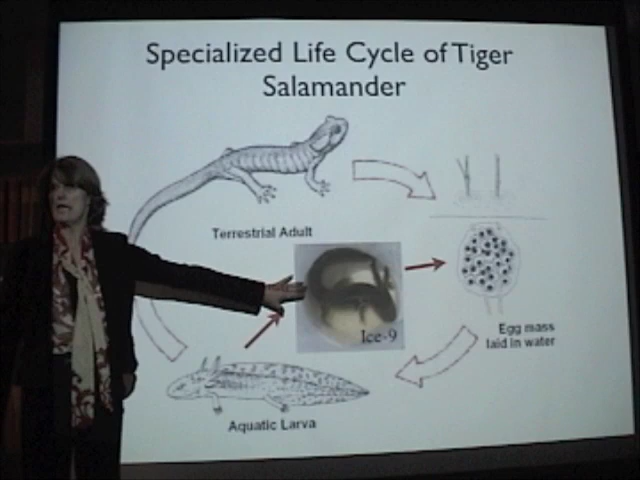 Specialized Life Cycle of Tiger
Salamander
Terrestrial Adult
Ice-9
Egg mass
laid in water
Aquatic Larva